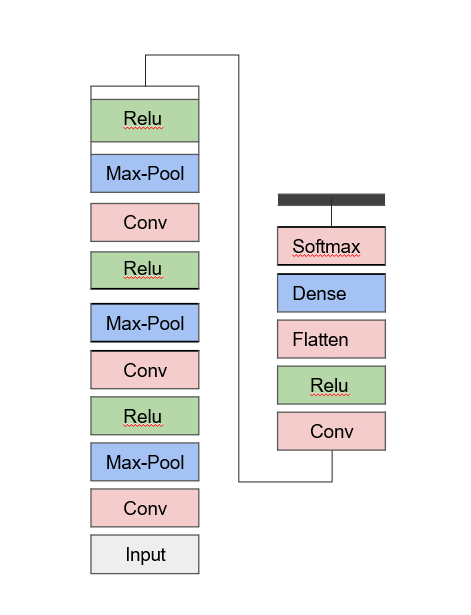 Relu
Max-Pool
Conv
Relu
Max-Pool
Conv
Relu
Max-Pool
Conv
Input
Softmax
Dense
Flatten
Relu
Conv